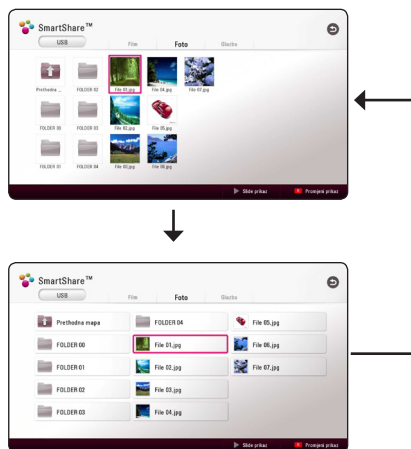 SmartShare™
USB Film Foto Glazba
Prethodna ... FOLDER 02 File 01.jpg File 04.jpg File 07.jpg
FOLDER 00 FOLDER 03 File 02.jpg File 05.jpg
FOLDER 01 FOLDER 04 File 03.jpg File 06.jpg
Slide prikaz Promjeni prikaz
SmartShare™
USB Film Foto Glazba
Prethodna mapa FOLDER 04 File 05.jpg
FOLDER 00 File 01.jpg File 06.jpg
FOLDER 01 File 02.jpg File 07.jpg
FOLDER 02 File 03.jpg
FOLDER 03 File 04.jpg
Slide prikaz Promjeni prikaz